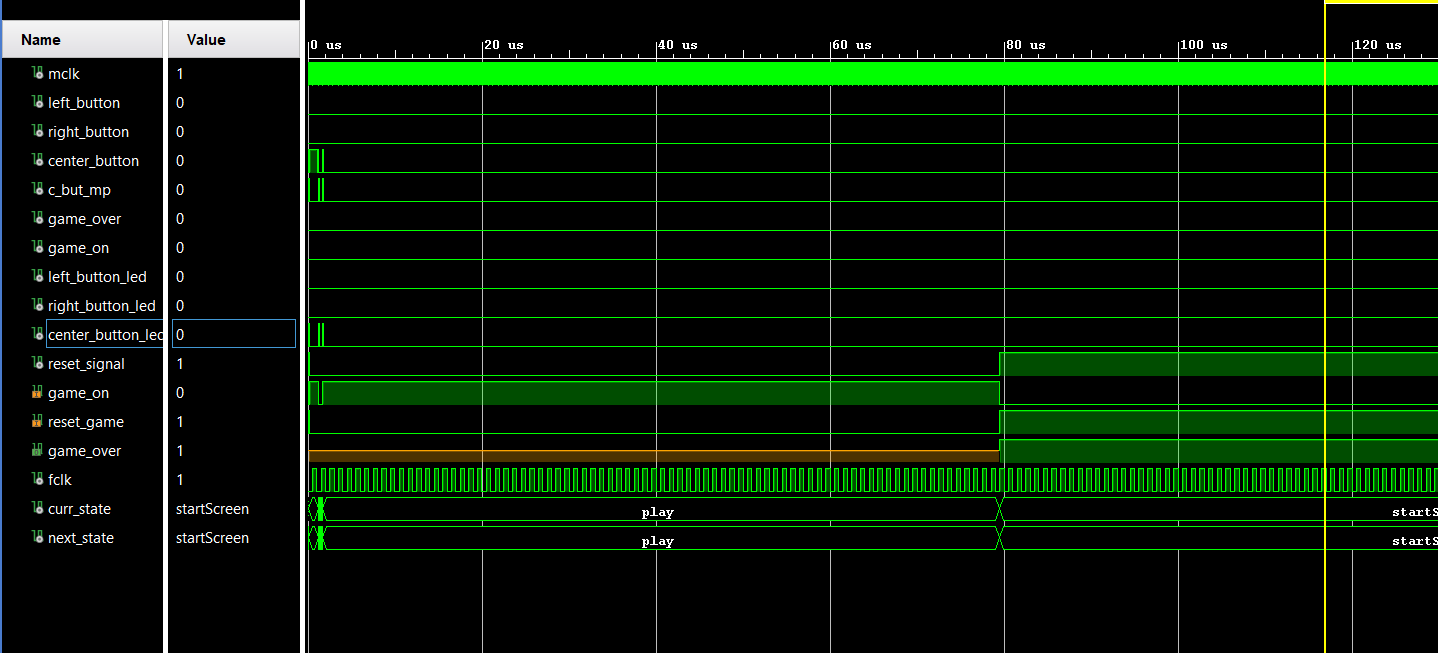 Name Value
0 us 20 us 40 us 60 us 80 us 100 us 120 us
mclk 1
left_button 0
right_button 0
center_button 0
c_but_mp 0
game_over 0
game_on 0
left_button_led 0
right_button_led 0
center_button_led 0
reset_signal 1
game_on 0
reset_game 1
game_over 1
fclk 1
curr_state startScreen play startS
next_state startScreen play startS